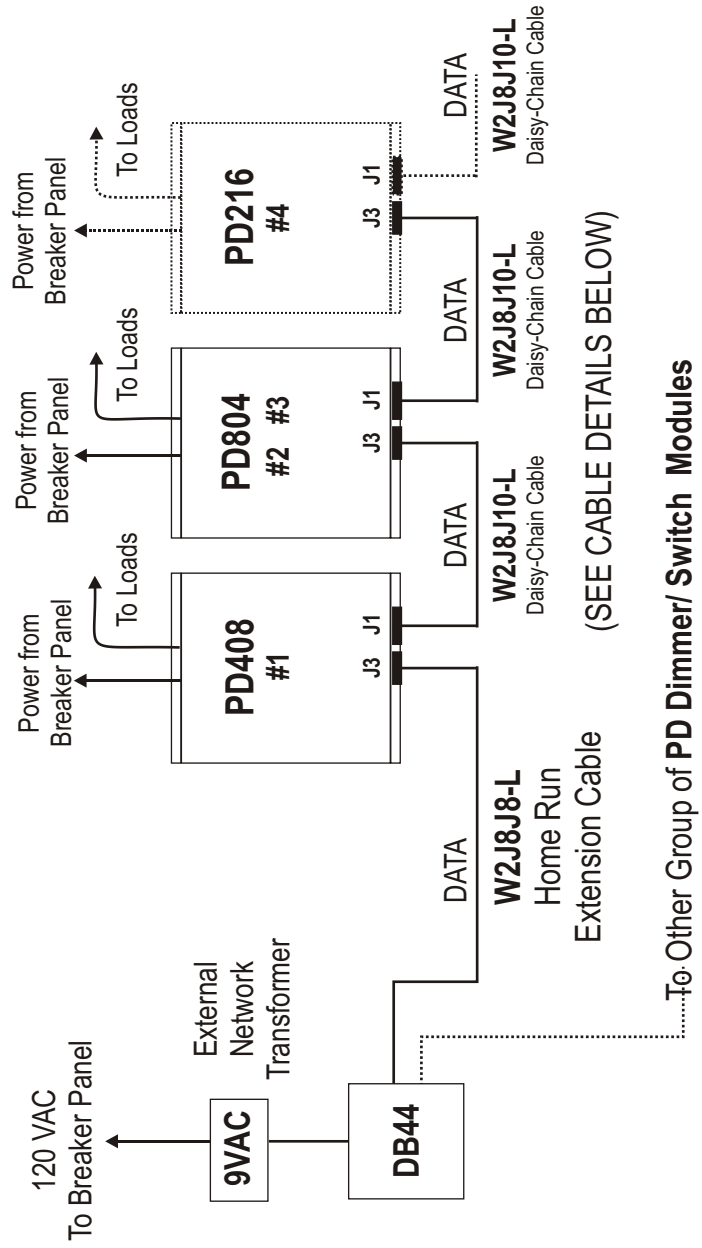 120 VAC
To Breaker Panel
9VAC
External
Network
Transformer
DB44
DATA
W2J8J8-L
Home Run
Extension Cable
To Other Group of PD Dimmer/ Switch Modules
Power from
Breaker Panel
To Loads
PD408
#1
J3 J1
DATA
W2J8J10-L
Daisy-Chain Cable
Power from
Breaker Panel
To Loads
PD804
#2 #3
J3 J1
DATA
W2J8J10-L
Daisy-Chain Cable
Power from
Breaker Panel
To Loads
PD216
#4
J3 J1
DATA
W2J8J10-L
Daisy-Chain Cable
(SEE CABLE DETAILS BELOW)